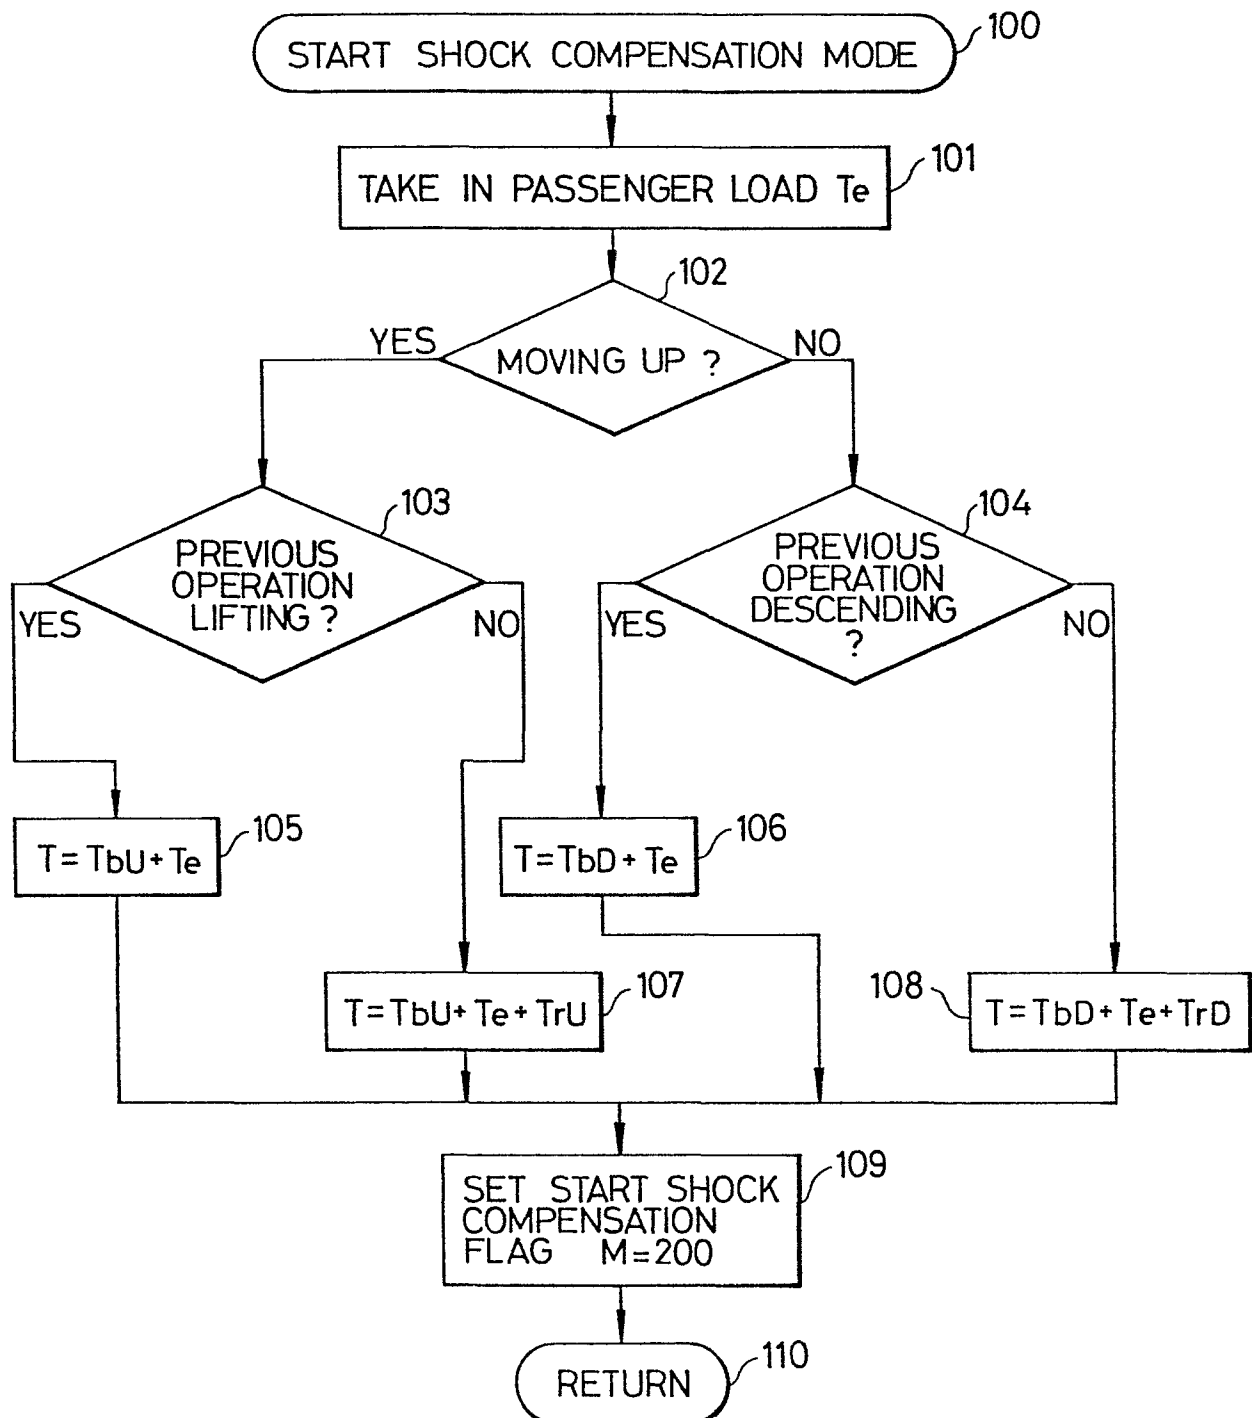 START SHOCK COMPENSATION MODE
100
TAKE IN PASSENGER LOAD Te
101
102
YES
MOVING UP ?
NO
103
PREVIOUS
OPERATION
LIFTING ?
YES
NO
104
PREVIOUS
OPERATION
DESCENDING
?
YES
NO
T=TbU+Te
105
T=TbD+Te
106
T=TbU+Te+TrU
107
108
T=TbD+Te+TrD
SET START SHOCK
COMPENSATION
FLAG M=200
109
RETURN
110